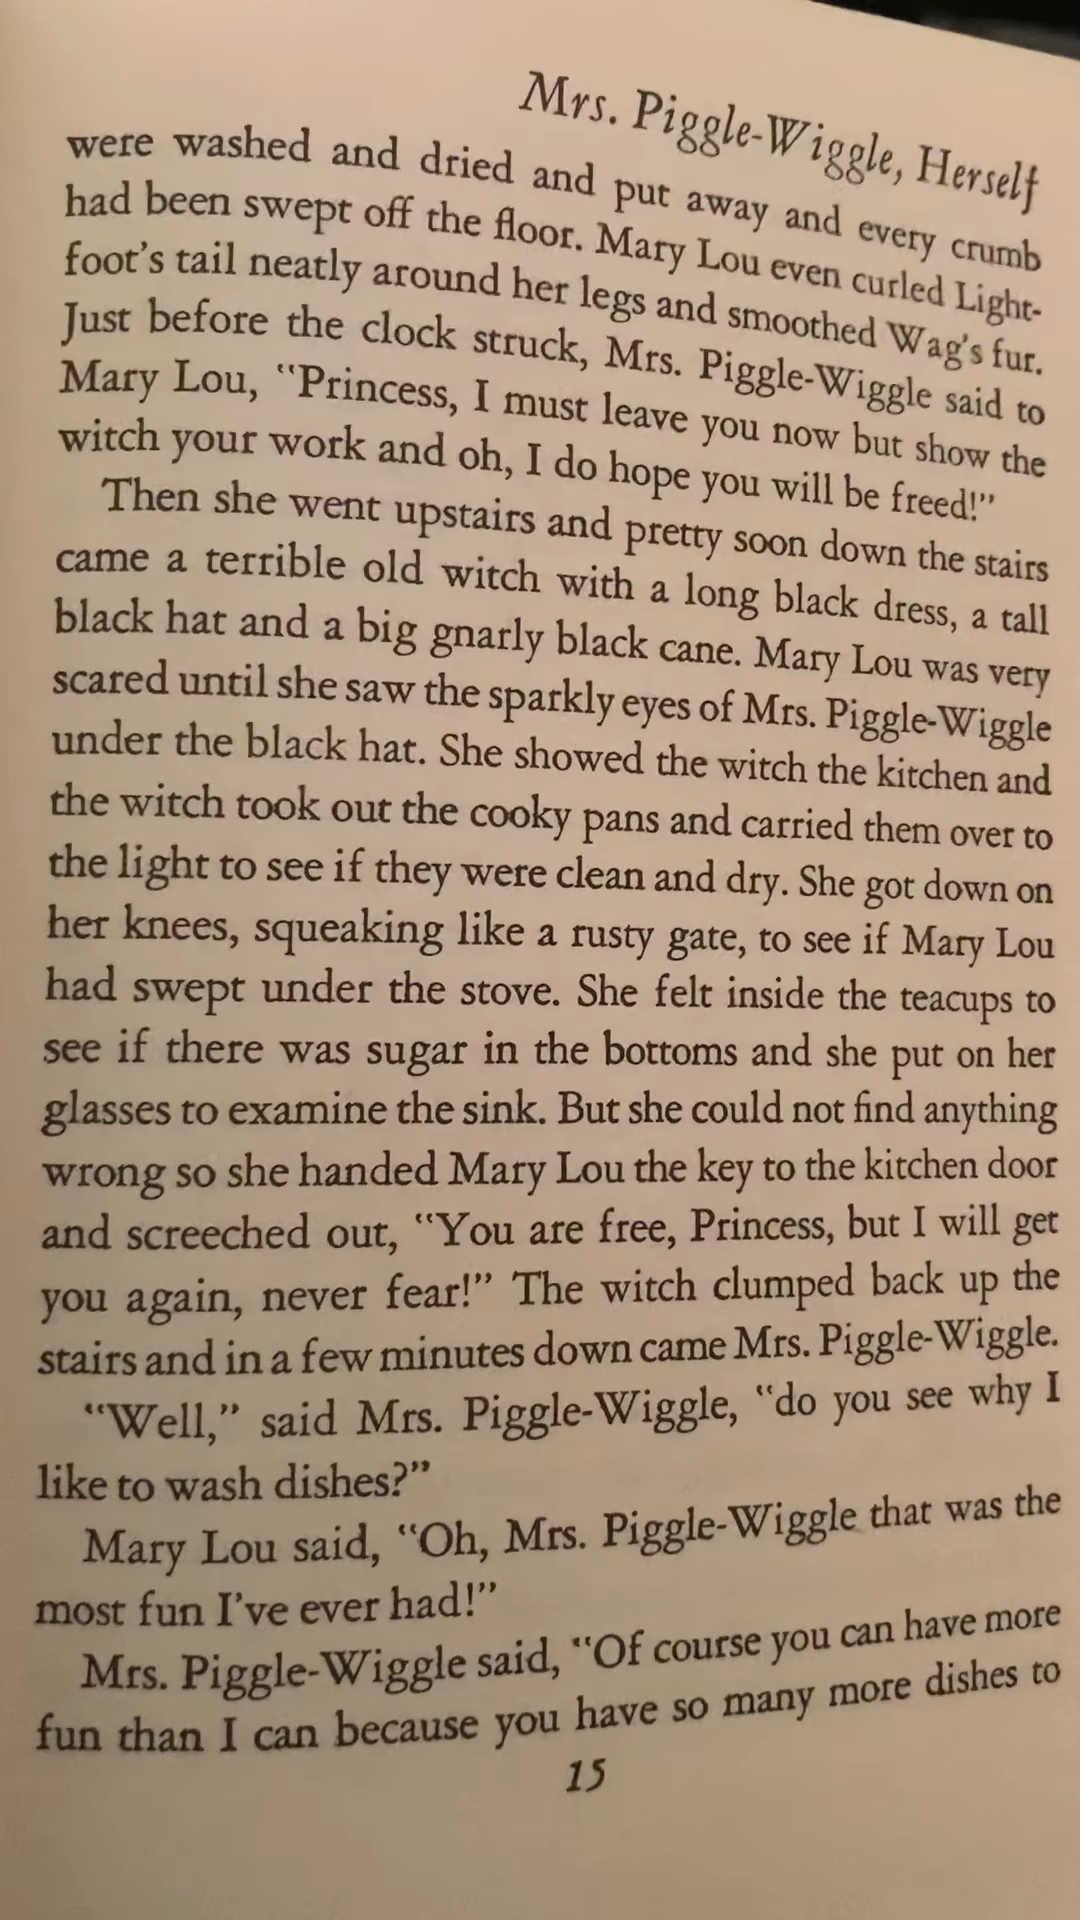 Mrs. Piggle-Wiggle, Herself
were washed and dried and put away and every crumb
had been swept off the floor. Mary Lou even curled Light-
foot's tail neatly around her legs and smoothed Wag's fur.
Just before the clock struck, Mrs. Piggle-Wiggle said to
Mary Lou, “Princess, I must leave you now but show the
witch your work and oh, I do hope you will be freed!”
Then she went upstairs and pretty soon down the stairs
came a terrible old witch with a long black dress, a tall
black hat and a big gnarly black cane. Mary Lou was very
scared until she saw the sparkly eyes of Mrs. Piggle-Wiggle
under the black hat. She showed the witch the kitchen and
the witch took out the cooky pans and carried them over to
the light to see if they were clean and dry. She got down on
her knees, squeaking like a rusty gate, to see if Mary Lou
had swept under the stove. She felt inside the teacups to
see if there was sugar in the bottoms and she put on her
glasses to examine the sink. But she could not find anything
wrong so she handed Mary Lou the key to the kitchen door
and screeched out, “You are free, Princess, but I will get
you again, never fear!” The witch clumped back up the
stairs and in a few minutes down came Mrs. Piggle-Wiggle.
“Well,” said Mrs. Piggle-Wiggle, “do you see why I
like to wash dishes?”
Mary Lou said, “Oh, Mrs. Piggle-Wiggle that was the
most fun I've ever had!”
Mrs. Piggle-Wiggle said, “Of course you can have more
fun than I can because you have so many more dishes to
15